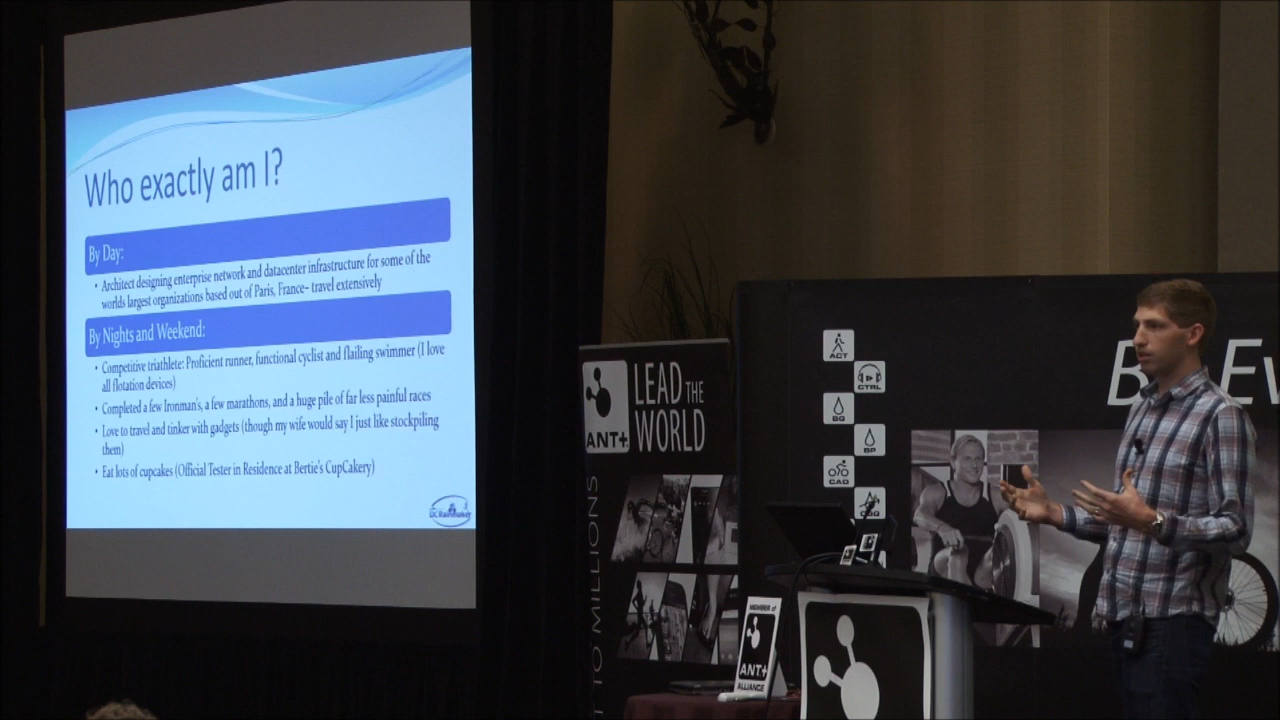 Who exactly am I?
By Day:
• Architect designing enterprise network and datacenter infrastructure for some of the
worlds largest organizations based out of Paris, France– travel extensively
By Nights and Weekend:
• Competitive triathlete: Proficient runner, functional cyclist and flailing swimmer (I love
all flotation devices)
• Completed a few Ironman's, a few marathons, and a huge pile of far less painful races
• Love to travel and tinker with gadgets (though my wife would say I just like stockpiling
them)
• Eat lots of cupcakes (Official Tester in Residence at Bertie's CupCakery)
DCRainmaker
ANT+
LEAD THE
WORLD
TO MILLIONS
ACT
CTRL
BG
BP
CAD
MEMBER of
ANT+
ALLIANCE